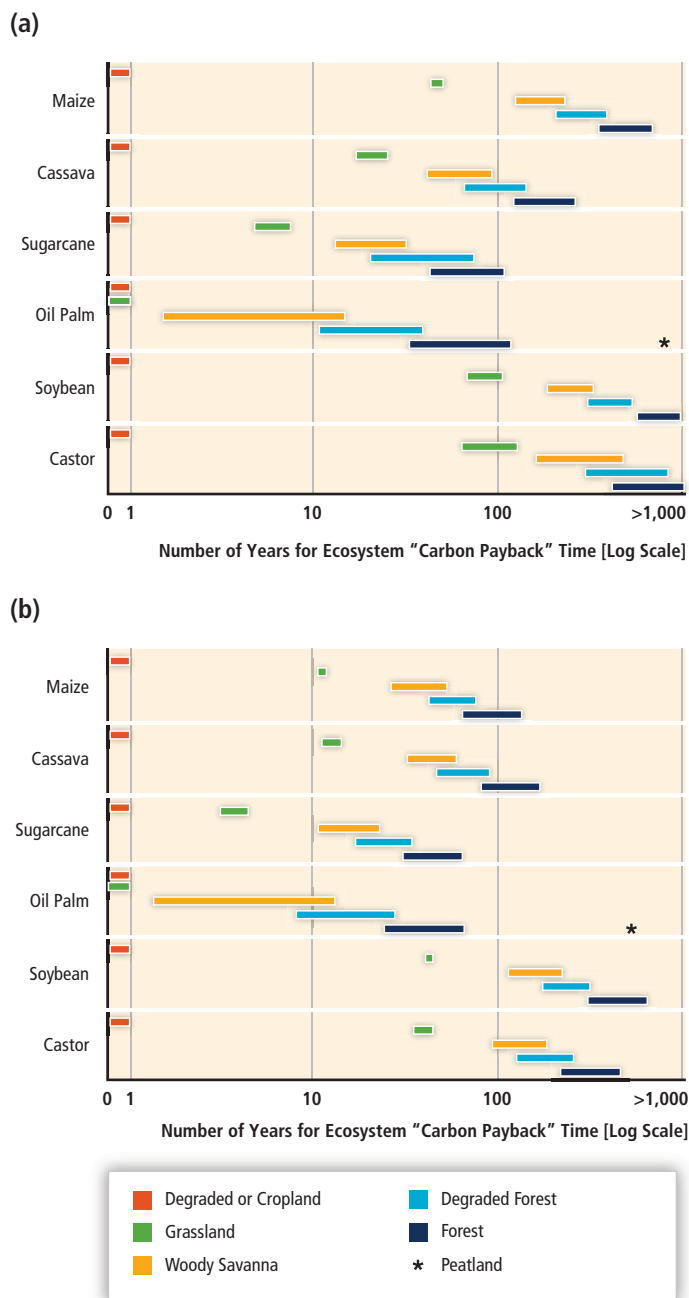 (a)
Maize
Cassava
Sugarcane
Oil Palm
*
Soybean
Castor
0 1 10 100 >1,000
Number of Years for Ecosystem “Carbon Payback” Time [Log Scale]
(b)
Maize
Cassava
Sugarcane
Oil Palm
*
Soybean
Castor
0 1 10 100 >1,000
Number of Years for Ecosystem “Carbon Payback” Time [Log Scale]
Degraded or Cropland
Grassland
Woody Savanna
Degraded Forest
Forest
* Peatland